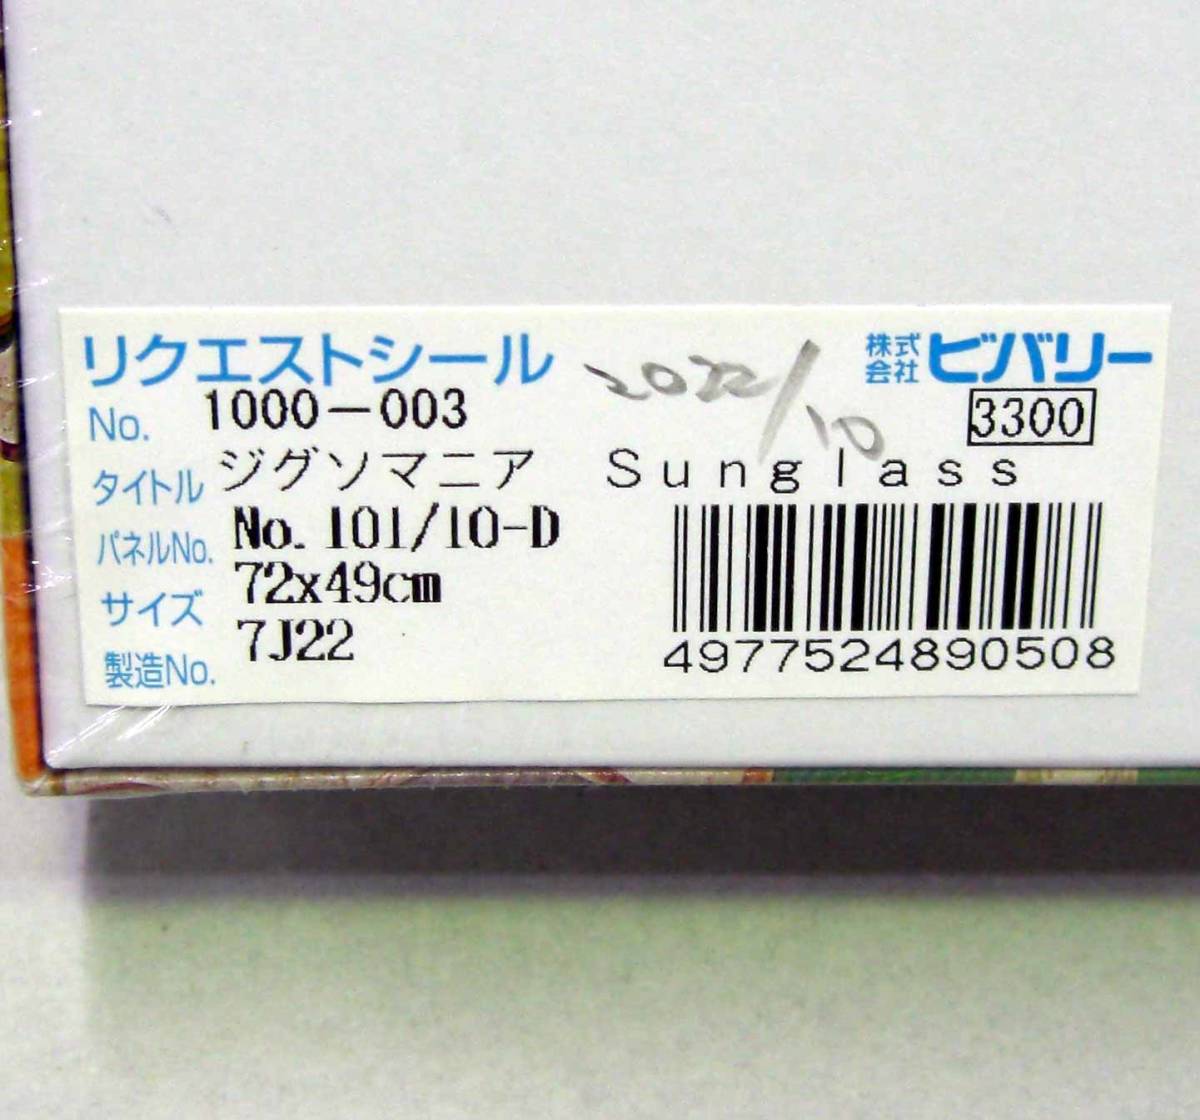 リクエストシール
2022/10
株式会社 ビバリー
No. 1000-003
3300
タイトル ジグソマニア Sunglass
パネルNo. No.101/10-D
サイズ 72x49cm
製造No. 7J22
4977524890508